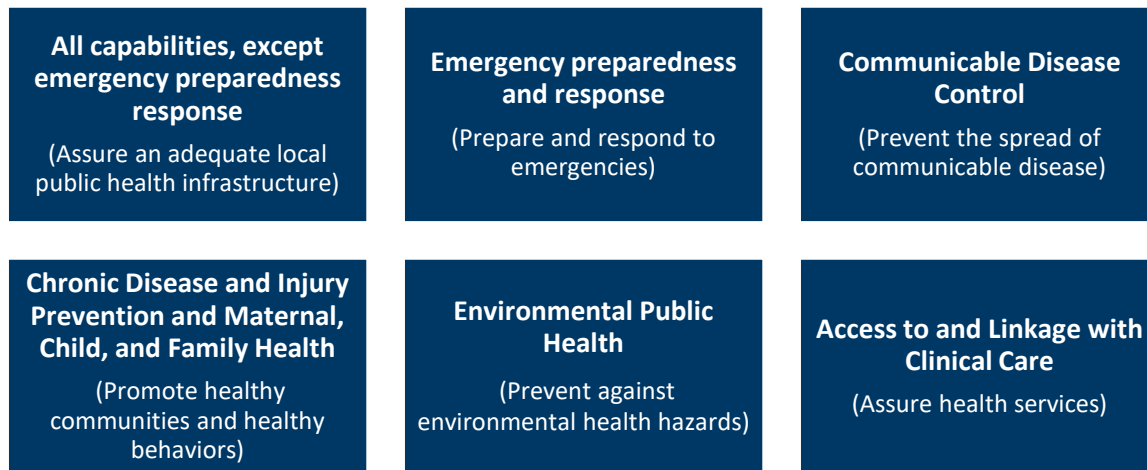 All capabilities, except
emergency preparedness
response
(Assure an adequate local
public health infrastructure)
Emergency preparedness
and response
(Prepare and respond to
emergencies)
Communicable Disease
Control
(Prevent the spread of
communicable disease)
Chronic Disease and Injury
Prevention and Maternal,
Child, and Family Health
(Promote healthy
communities and healthy
behaviors)
Environmental Public
Health
(Prevent against
environmental health hazards)
Access to and Linkage with
Clinical Care
(Assure health services)